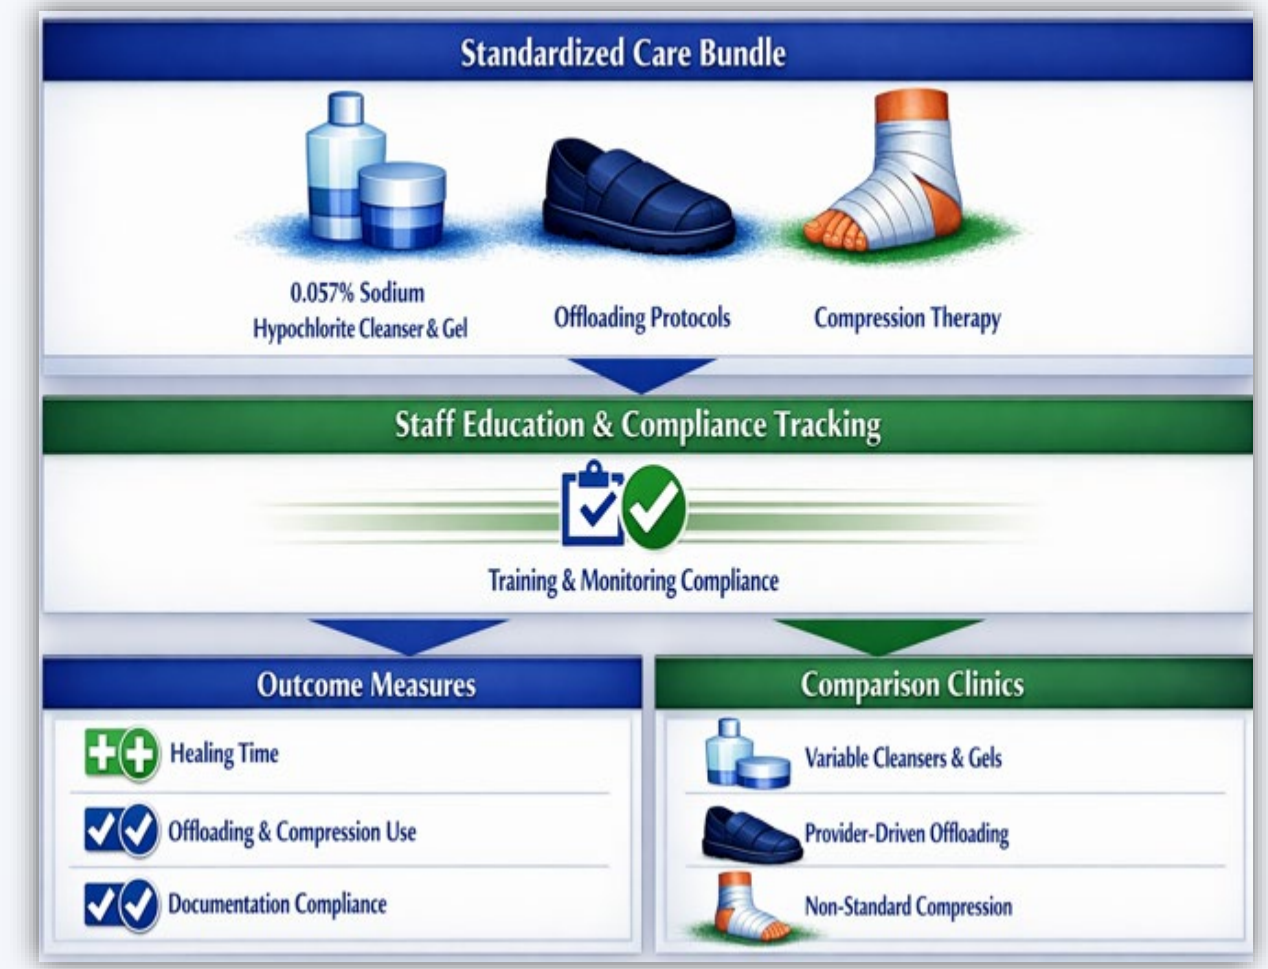 Standardized Care Bundle
0.057% Sodium
Hypochlorite Cleanser & Gel
Offloading Protocols
Compression Therapy
Staff Education & Compliance Tracking
Training & Monitoring Compliance
Outcome Measures
Healing Time
Offloading & Compression Use
Documentation Compliance
Comparison Clinics
Variable Cleansers & Gels
Provider-Driven Offloading
Non-Standard Compression